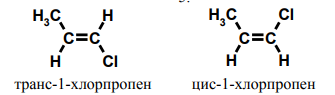 H₃C H H₃C Cl
C=C C=C
H Cl H H
транс-1-хлорпропен цис-1-хлорпропен